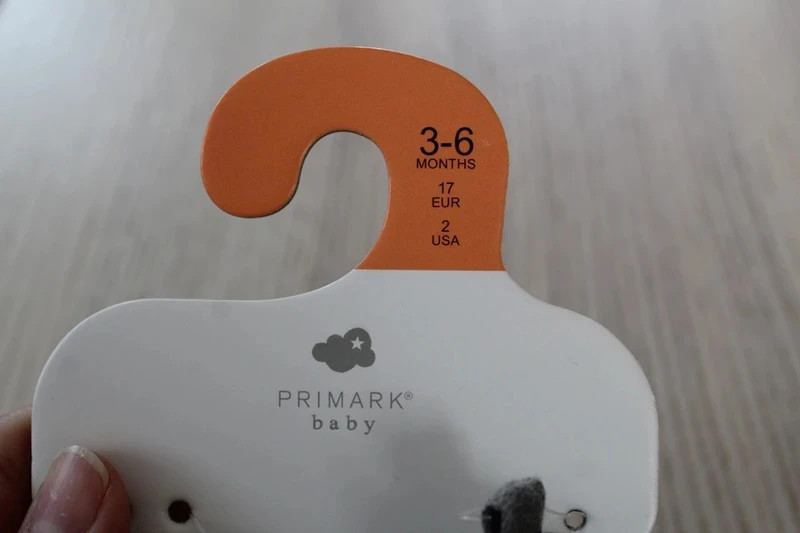 3-6
MONTHS
17
EUR
2
USA
PRIMARK®
baby